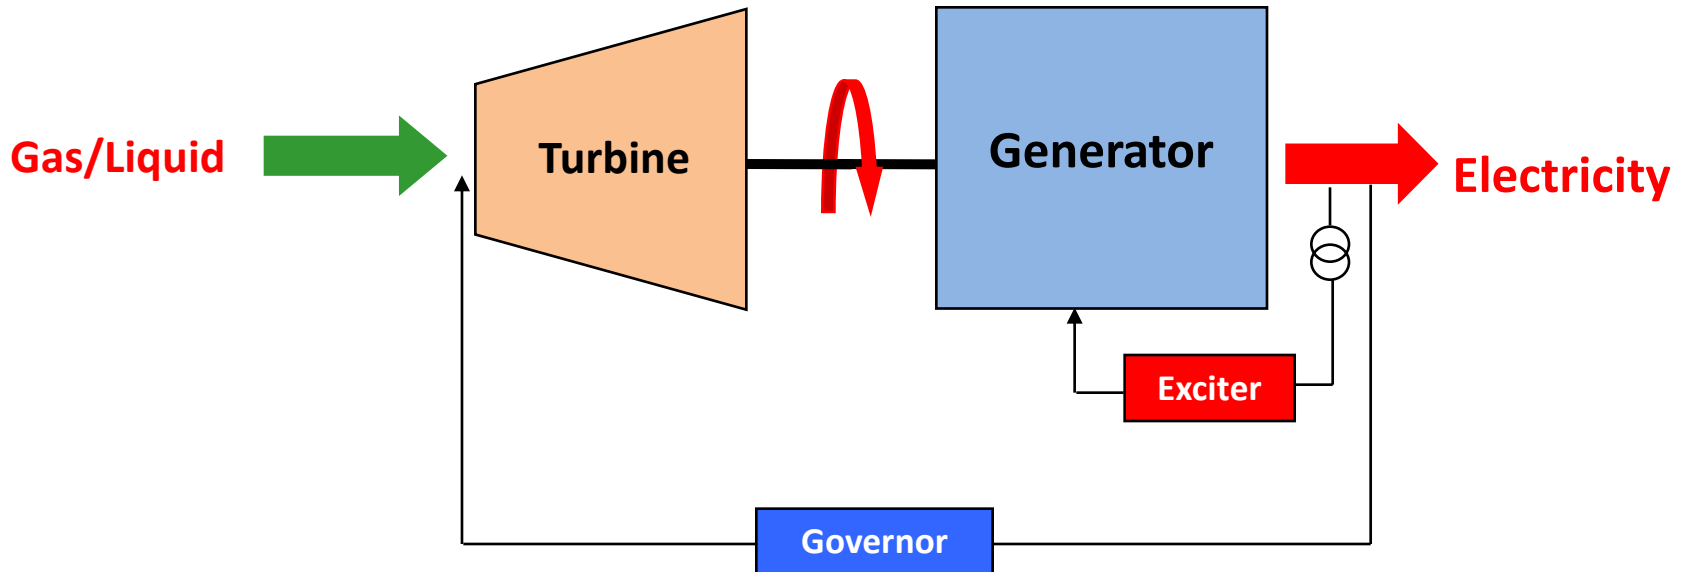 Gas/Liquid
Turbine
Generator
Electricity
Exciter
Governor